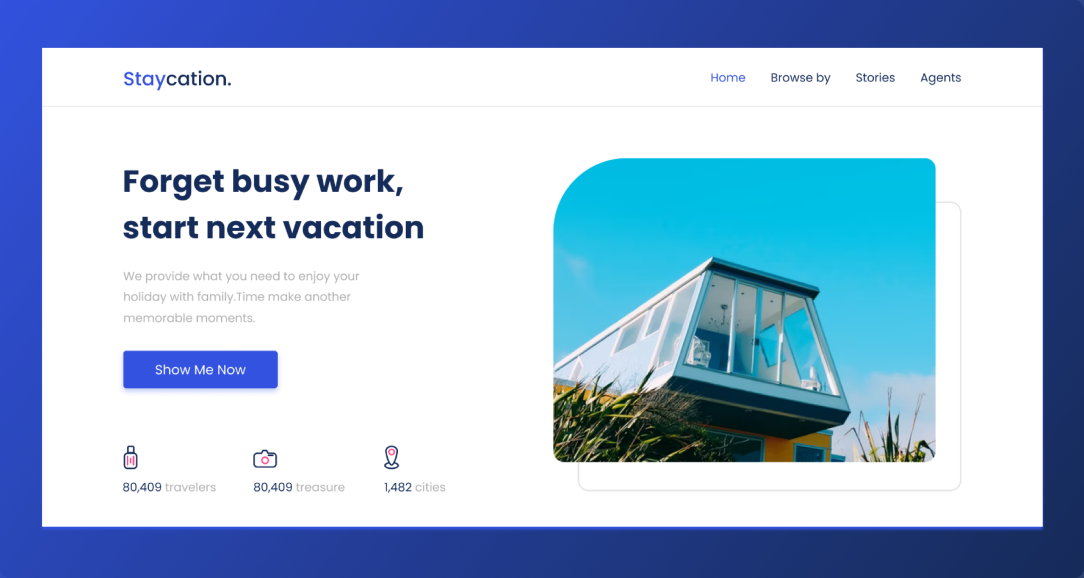 Staycation.
Home Browse by Stories Agents
Forget busy work,
start next vacation
We provide what you need to enjoy your
holiday with family.Time make another
memorable moments.
Show Me Now
80,409 travelers
80,409 treasure
1,482 cities